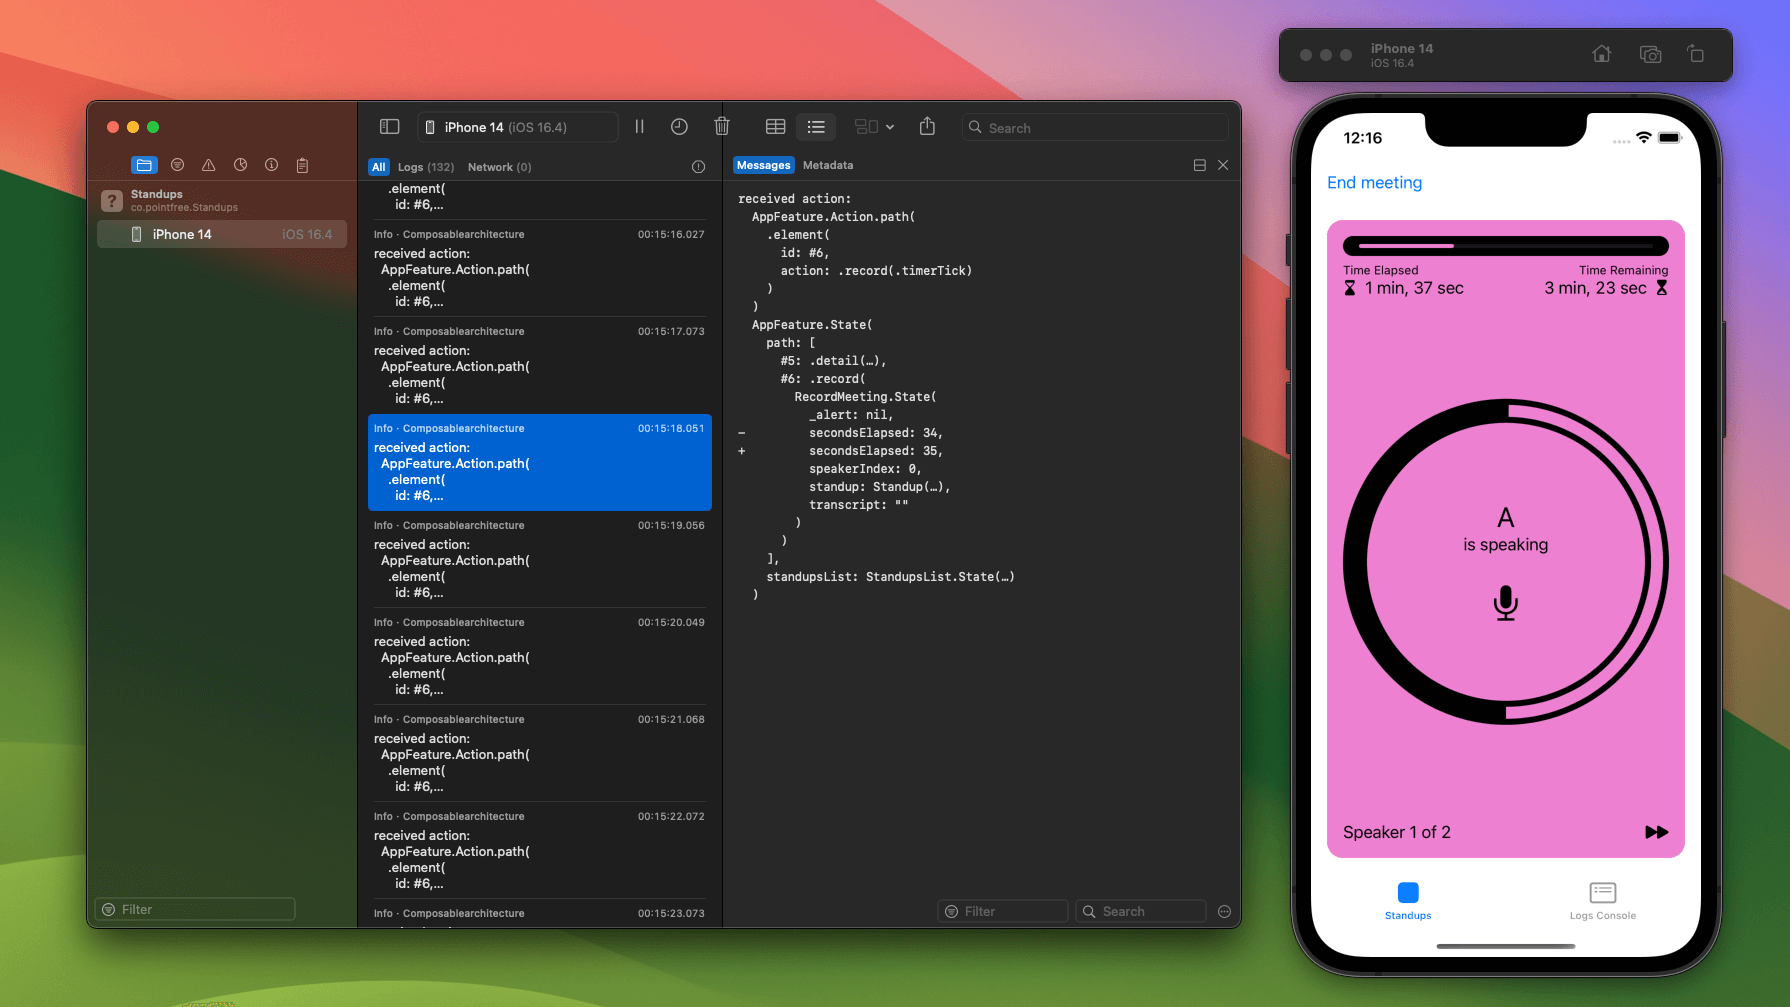 Standups
co.pointfree.Standups
iPhone 14 iOS 16.4
Filter
iPhone 14 (iOS 16.4)
Search
All Logs (132) Network (0)
.element(
id: #6,...
Info · Composablearchitecture 00:15:16.027
received action:
AppFeature.Action.path(
.element(
id: #6,...
Info · Composablearchitecture 00:15:17.073
received action:
AppFeature.Action.path(
.element(
id: #6,...
Info · Composablearchitecture 00:15:18.051
received action:
AppFeature.Action.path(
.element(
id: #6,...
Info · Composablearchitecture 00:15:19.056
received action:
AppFeature.Action.path(
.element(
id: #6,...
Info · Composablearchitecture 00:15:20.049
received action:
AppFeature.Action.path(
.element(
id: #6,...
Info · Composablearchitecture 00:15:21.068
received action:
AppFeature.Action.path(
.element(
id: #6,...
Info · Composablearchitecture 00:15:22.072
received action:
AppFeature.Action.path(
.element(
id: #6,...
Info · Composablearchitecture 00:15:23.073
Messages Metadata
received action:
AppFeature.Action.path(
.element(
id: #6,
action: .record(.timerTick)
)
)
AppFeature.State(
path: [
#5: .detail(…),
#6: .record(
RecordMeeting.State(
_alert: nil,
- secondsElapsed: 34,
+ secondsElapsed: 35,
speakerIndex: 0,
standup: Standup(…),
transcript: ""
)
)
],
standupsList: StandupsList.State(…)
)
Filter Search
iPhone 14
iOS 16.4
12:16
End meeting
Time Elapsed Time Remaining
1 min, 37 sec 3 min, 23 sec
A
is speaking
Speaker 1 of 2
Standups Logs Console